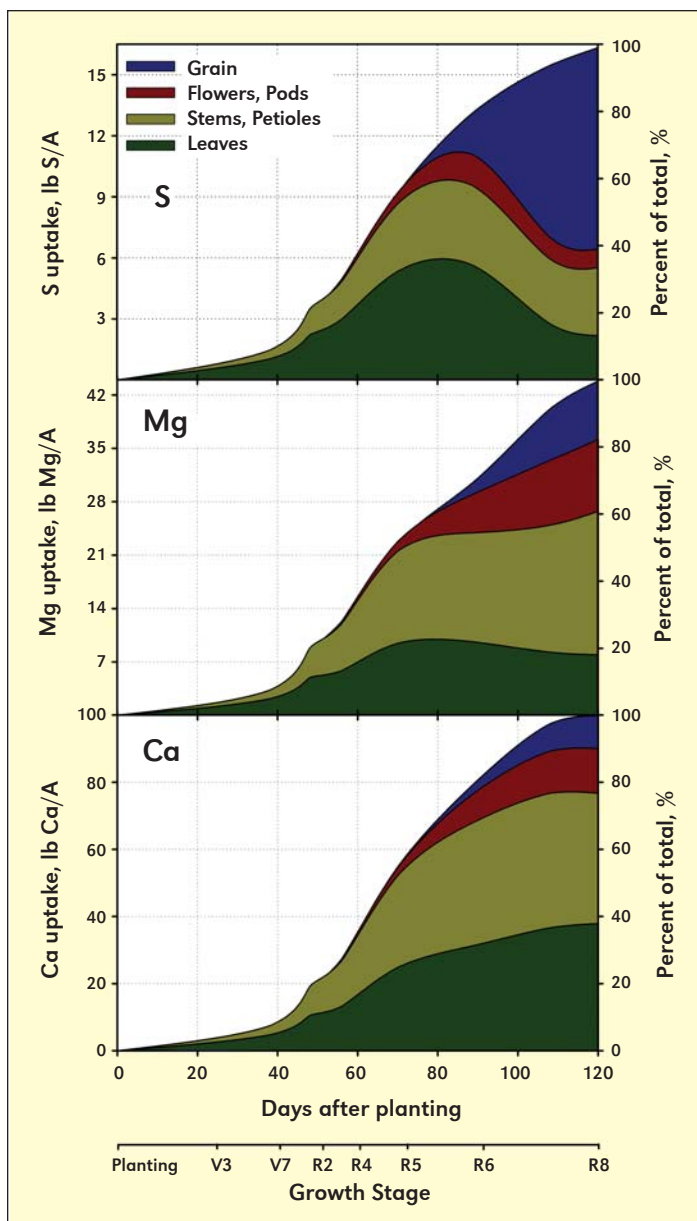 Grain
Flowers, Pods
Stems, Petioles
Leaves
S
S uptake, lb S/A
15
12
9
6
3
100
80
60
40
20
Percent of total, %
Mg
Mg uptake, lb Mg/A
42
35
28
21
14
7
100
80
60
40
20
Percent of total, %
Ca
Ca uptake, lb Ca/A
100
80
60
40
20
0
100
80
60
40
20
0
Percent of total, %
0 20 40 60 80 100 120
Days after planting
Planting V3 V7 R2 R4 R5 R6 R8
Growth Stage